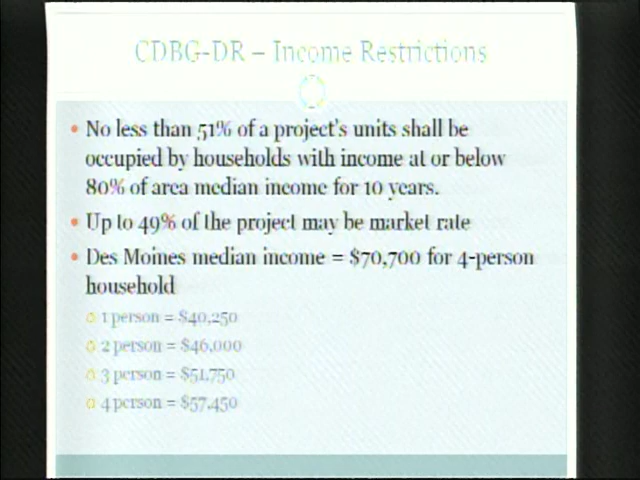 CDBG-DR – Income Restrictions
• No less than 51% of a project's units shall be
occupied by households with income at or below
80% of area median income for 10 years.
• Up to 49% of the project may be market rate
• Des Moines median income = $70,700 for 4-person
household
1 person = $40,250
2 person = $46,000
3 person = $51,750
4 person = $57,450